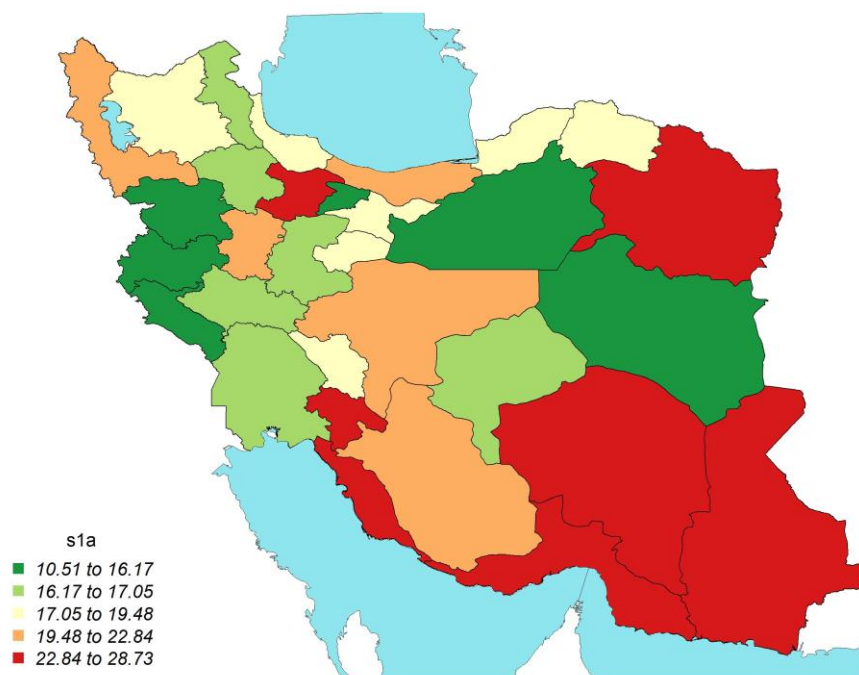 s1a
10.51 to 16.17
16.17 to 17.05
17.05 to 19.48
19.48 to 22.84
22.84 to 28.73